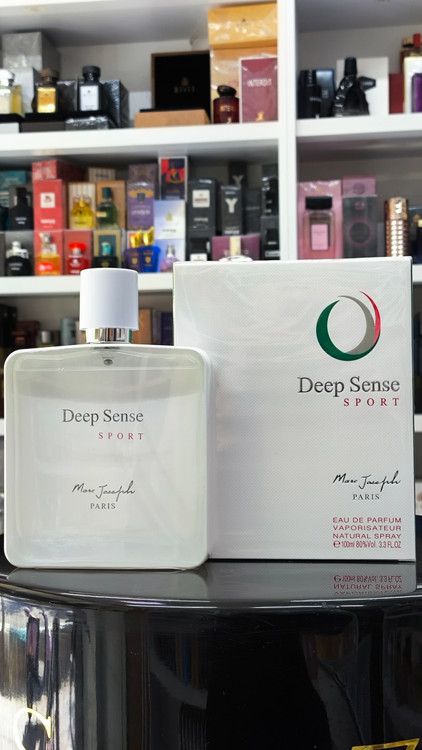 INTERDIT
Y
Deep Sense
SPORT
Marc Joseph
PARIS
Deep Sense
SPORT
Marc Joseph
PARIS
EAU DE PARFUM
VAPORISATEUR
NATURAL SPRAY
℮100ml 80%Vol. 3.3 FL.OZ